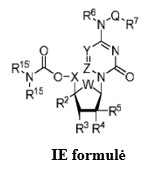 R⁶ N Q R⁷
Y N
R¹⁵ N O X Z N O
R¹⁵ O W
R² R⁵
R³ R⁴
IE formulė